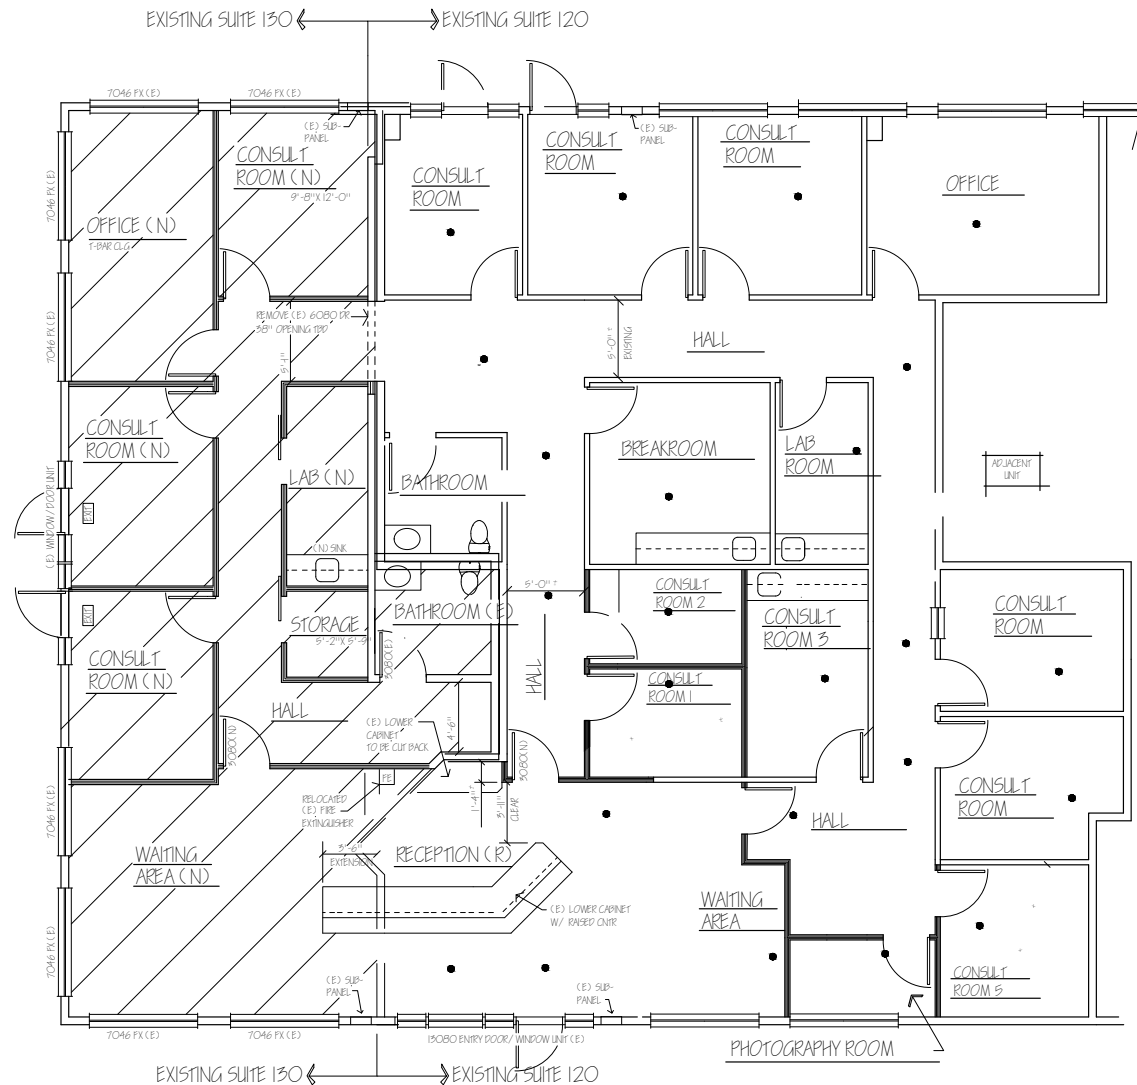 EXISTING SUITE 130
EXISTING SUITE 120
7046 FX (E)
7046 FX (E)
(E) SUB-
PANEL
(E) SUB-
PANEL
CONSULT
ROOM (N)
9'-8" X 12'-0"
CONSULT
ROOM
CONSULT
ROOM
CONSULT
ROOM
OFFICE
7046 FX (E)
OFFICE (N)
T-BAR CLG
7046 FX (E)
REMOVE (E) 6080 DR
38" OPENING TBD
5'-1"
5'-0" ±
EXISTING
HALL
CONSULT
ROOM (N)
LAB (N)
BATHROOM
BREAKROOM
LAB
ROOM
ADJACENT
UNIT
(E) WINDOW/DOOR UNIT
EXIT
(N) SINK
5'-0" ±
CONSULT
ROOM 2
CONSULT
ROOM 3
CONSULT
ROOM
EXIT
STORAGE
5'-2" X 5'-9"
BATHROOM (E)
3080(E)
CONSULT
ROOM (N)
HALL
CONSULT
ROOM 1
HALL
3080(N)
(E) LOWER
CABINET
TO BE CUT BACK
4'-6"
3080(N)
FE
RELOCATED
(E) FIRE
EXTINGUISHER
1'-4"±
3'-11"
CLEAR
7046 FX (E)
CONSULT
ROOM
HALL
WAITING
AREA (N)
3'-6"
EXTENSION
RECEPTION (R)
(E) LOWER CABINET
W/ RAISED CNTR
WAITING
AREA
7046 FX (E)
CONSULT
ROOM 5
(E) SUB-
PANEL
(E) SUB-
PANEL
7046 FX (E)
7046 FX (E)
13080 ENTRY DOOR/ WINDOW UNIT (E)
PHOTOGRAPHY ROOM
EXISTING SUITE 130
EXISTING SUITE 120